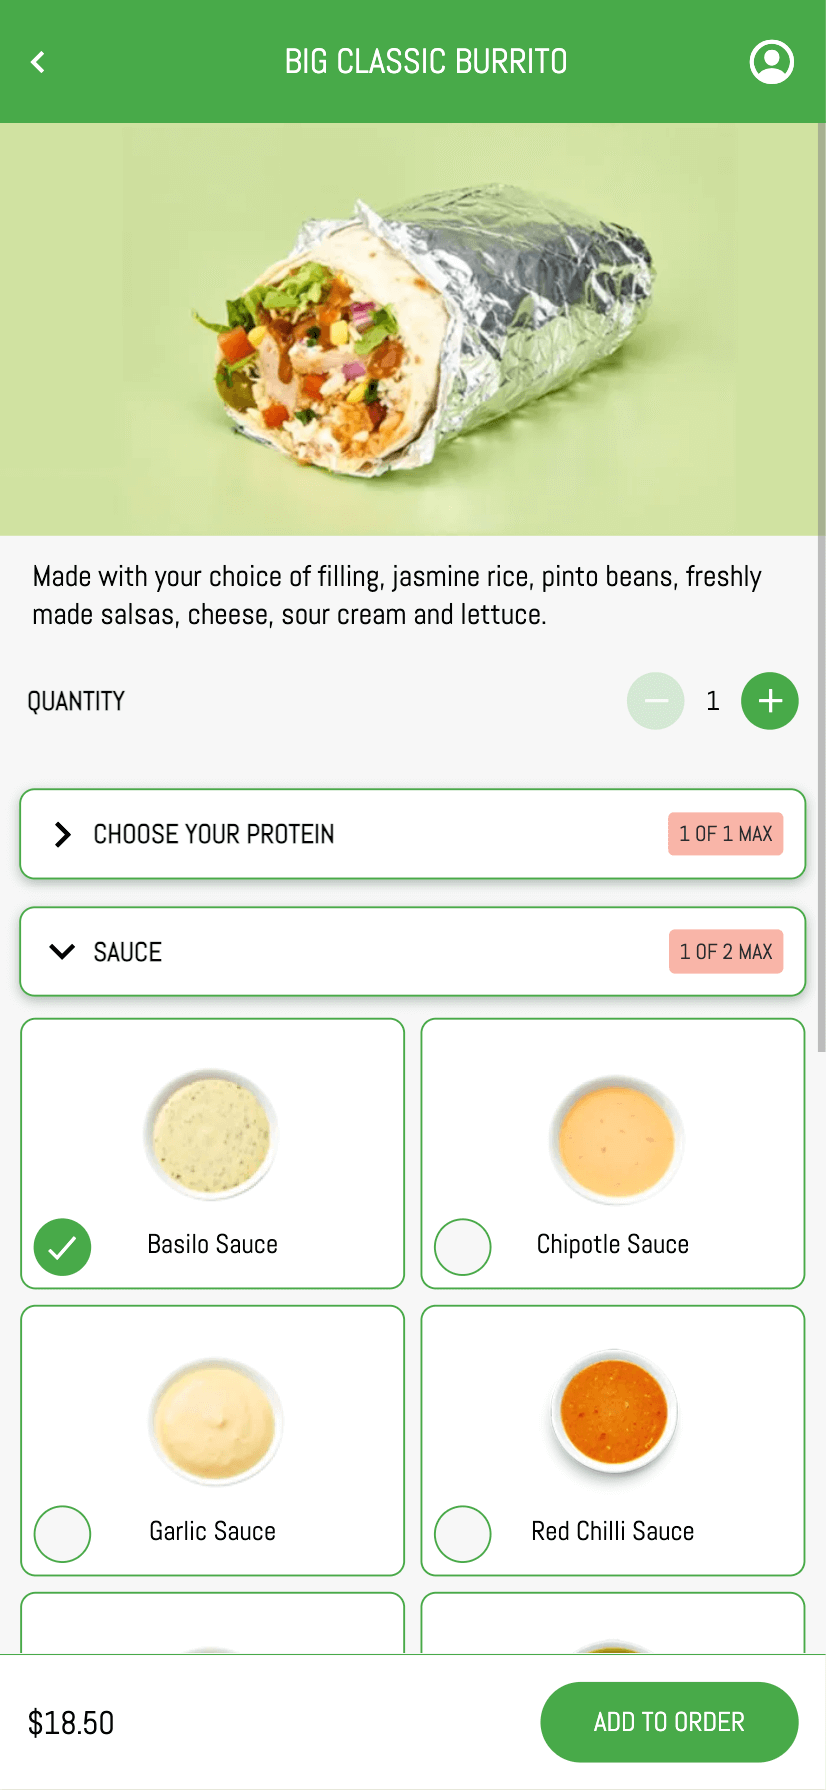 BIG CLASSIC BURRITO
Made with your choice of filling, jasmine rice, pinto beans, freshly
made salsas, cheese, sour cream and lettuce.
QUANTITY
1
CHOOSE YOUR PROTEIN
1 OF 1 MAX
SAUCE
1 OF 2 MAX
Basilo Sauce
Chipotle Sauce
Garlic Sauce
Red Chilli Sauce
$18.50
ADD TO ORDER